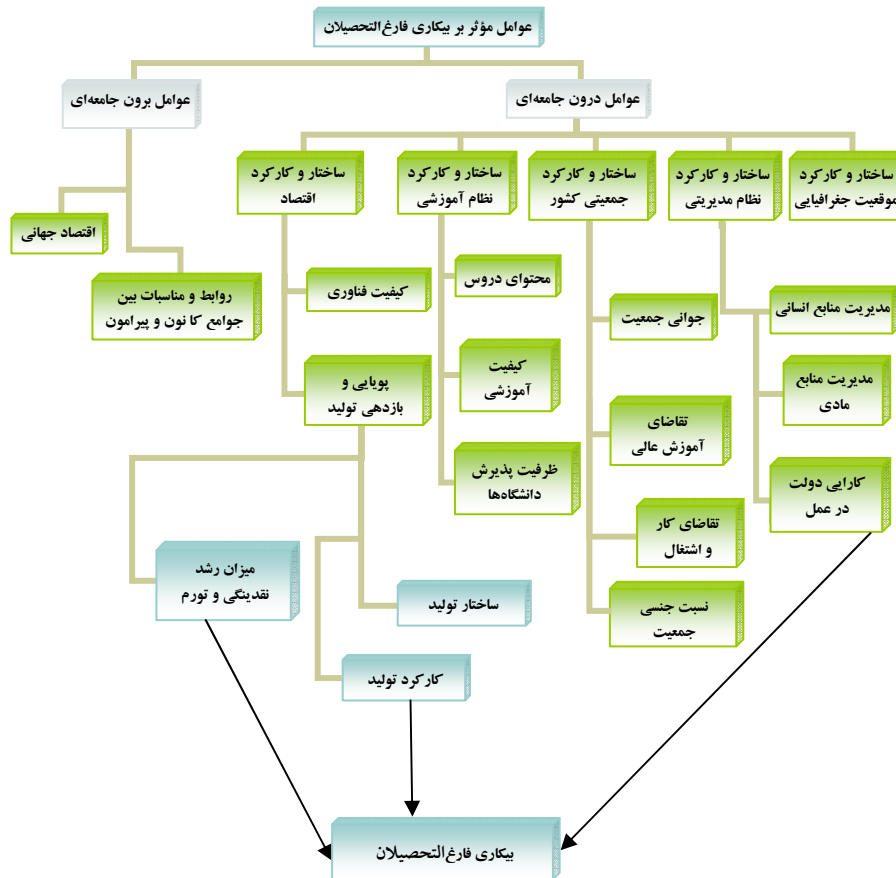 عوامل مؤثر بر بیکاری فارغ‌التحصیلان
عوامل درون جامعه‌ای
عوامل برون جامعه‌ای
ساختار و کارکرد
موقعیت جغرافیایی
ساختار و کارکرد
نظام مدیریتی
ساختار و کارکرد
جمعیتی کشور
ساختار و کارکرد
نظام آموزشی
ساختار و کارکرد
اقتصاد
اقتصاد جهانی
روابط و مناسبات بین
جوامع کا نون و پیرامون
مدیریت منابع انسانی
مدیریت منابع
مادی
کارایی دولت
در عمل
جوانی جمعیت
تقاضای
آموزش عالی
تقاضای کار
و اشتغال
نسبت جنسی
جمعیت
محتوای دروس
کیفیت
آموزشی
ظرفیت پذیرش
دانشگاه‌ها
کیفیت فناوری
پویایی و
بازدهی تولید
ساختار تولید
کارکرد تولید
میزان رشد
نقدینگی و تورم
بیکاری فارغ‌التحصیلان